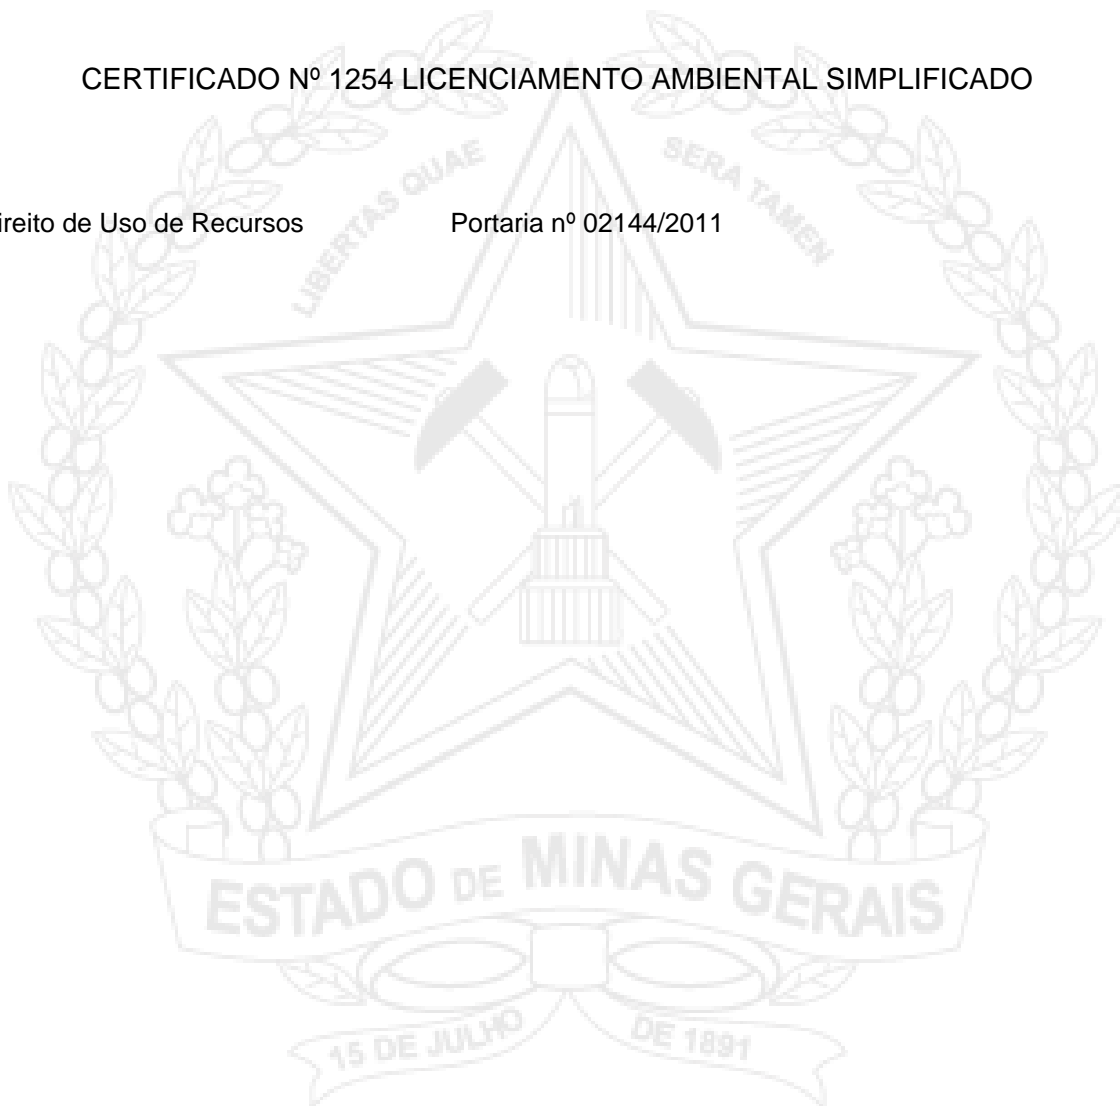 CERTIFICADO Nº 1254 LICENCIAMENTO AMBIENTAL SIMPLIFICADO
LIBERTAS QUAE SERA TAMEN
ireito de Uso de Recursos Portaria nº 02144/2011
ESTADO DE MINAS GERAIS
15 DE JULHO DE 1891